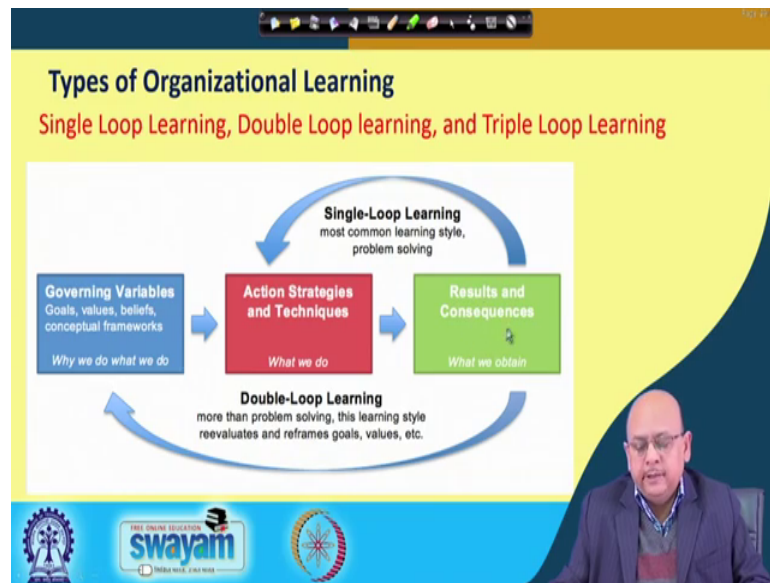 Types of Organizational Learning
Single Loop Learning, Double Loop learning, and Triple Loop Learning
Single-Loop Learning
most common learning style,
problem solving
Governing Variables
Goals, values, beliefs,
conceptual frameworks
Why we do what we do
Action Strategies
and Techniques
What we do
Results and
Consequences
What we obtain
Double-Loop Learning
more than problem solving, this learning style
reevaluates and reframes goals, values, etc.
FREE ONLINE EDUCATION
swayam